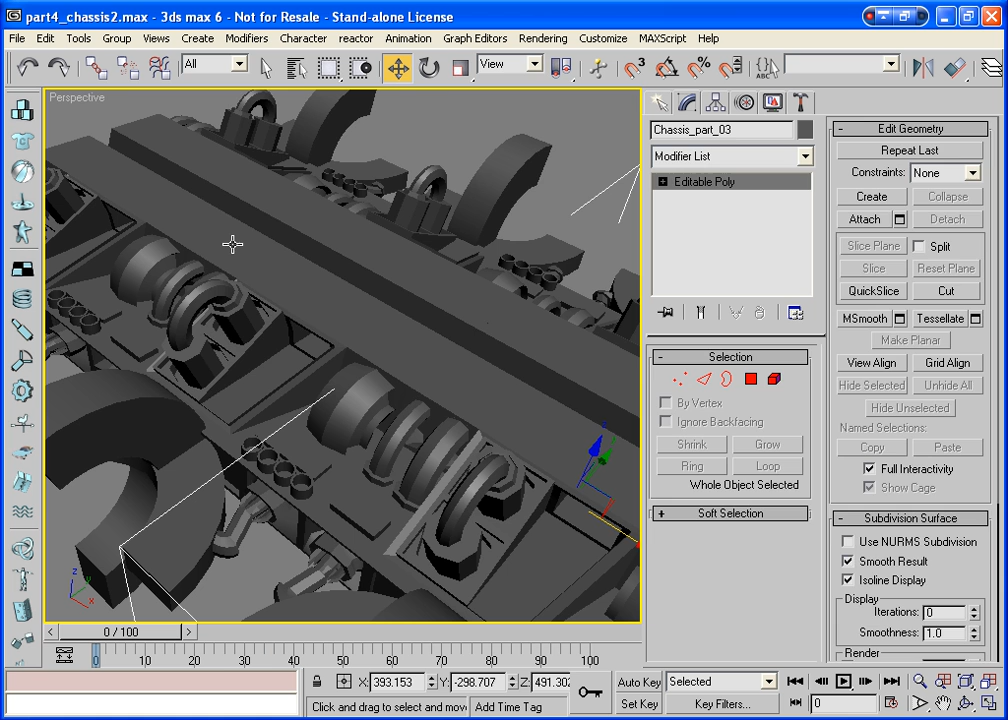 part4_chassis2.max - 3ds max 6 - Not for Resale - Stand-alone License
File Edit Tools Group Views Create Modifiers Character reactor Animation Graph Editors Rendering Customize MAXScript Help
All View ABC
Perspective
Chassis_part_03
Modifier List
Editable Poly
- Selection
By Vertex
Ignore Backfacing
Shrink Grow
Ring Loop
Whole Object Selected
+ Soft Selection
- Edit Geometry
Repeat Last
Constraints: None
Create Collapse
Attach Detach
Slice Plane Split
Slice Reset Plane
QuickSlice Cut
MSmooth Tessellate
Make Planar
View Align Grid Align
Hide Selected Unhide All
Hide Unselected
Named Selections:
Copy Paste
Full Interactivity
Show Cage
- Subdivision Surface
Use NURMS Subdivision
Smooth Result
Isoline Display
Display
Iterations: 0
Smoothness: 1.0
Render
z y x
0 / 100
0 10 20 30 40 50 60 70 80 90 100
X: 393.153 Y: -298.707 Z: 491.302
Auto Key Selected
Click and drag to select and mov Add Time Tag
Set Key Key Filters... 0